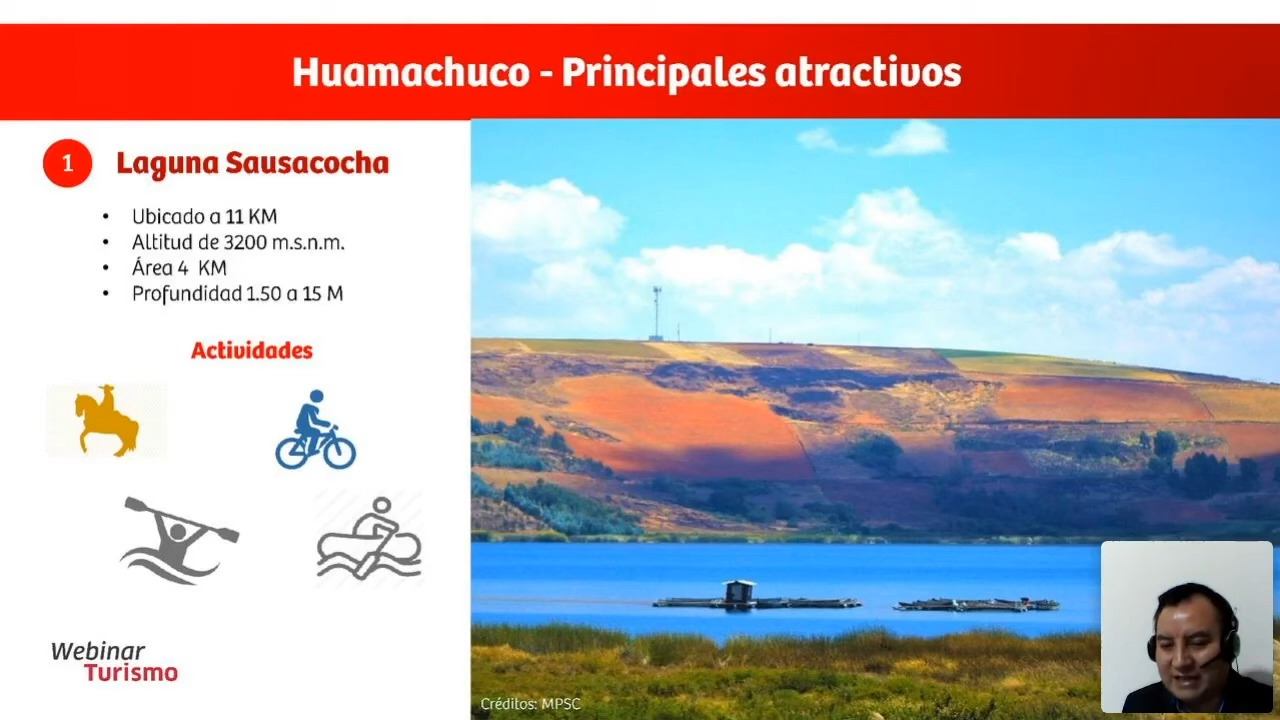 Huamachuco - Principales atractivos
1 Laguna Sausacocha
• Ubicado a 11 KM
• Altitud de 3200 m.s.n.m.
• Área 4 KM
• Profundidad 1.50 a 15 M
Actividades
Webinar
Turismo
Créditos: MPSC